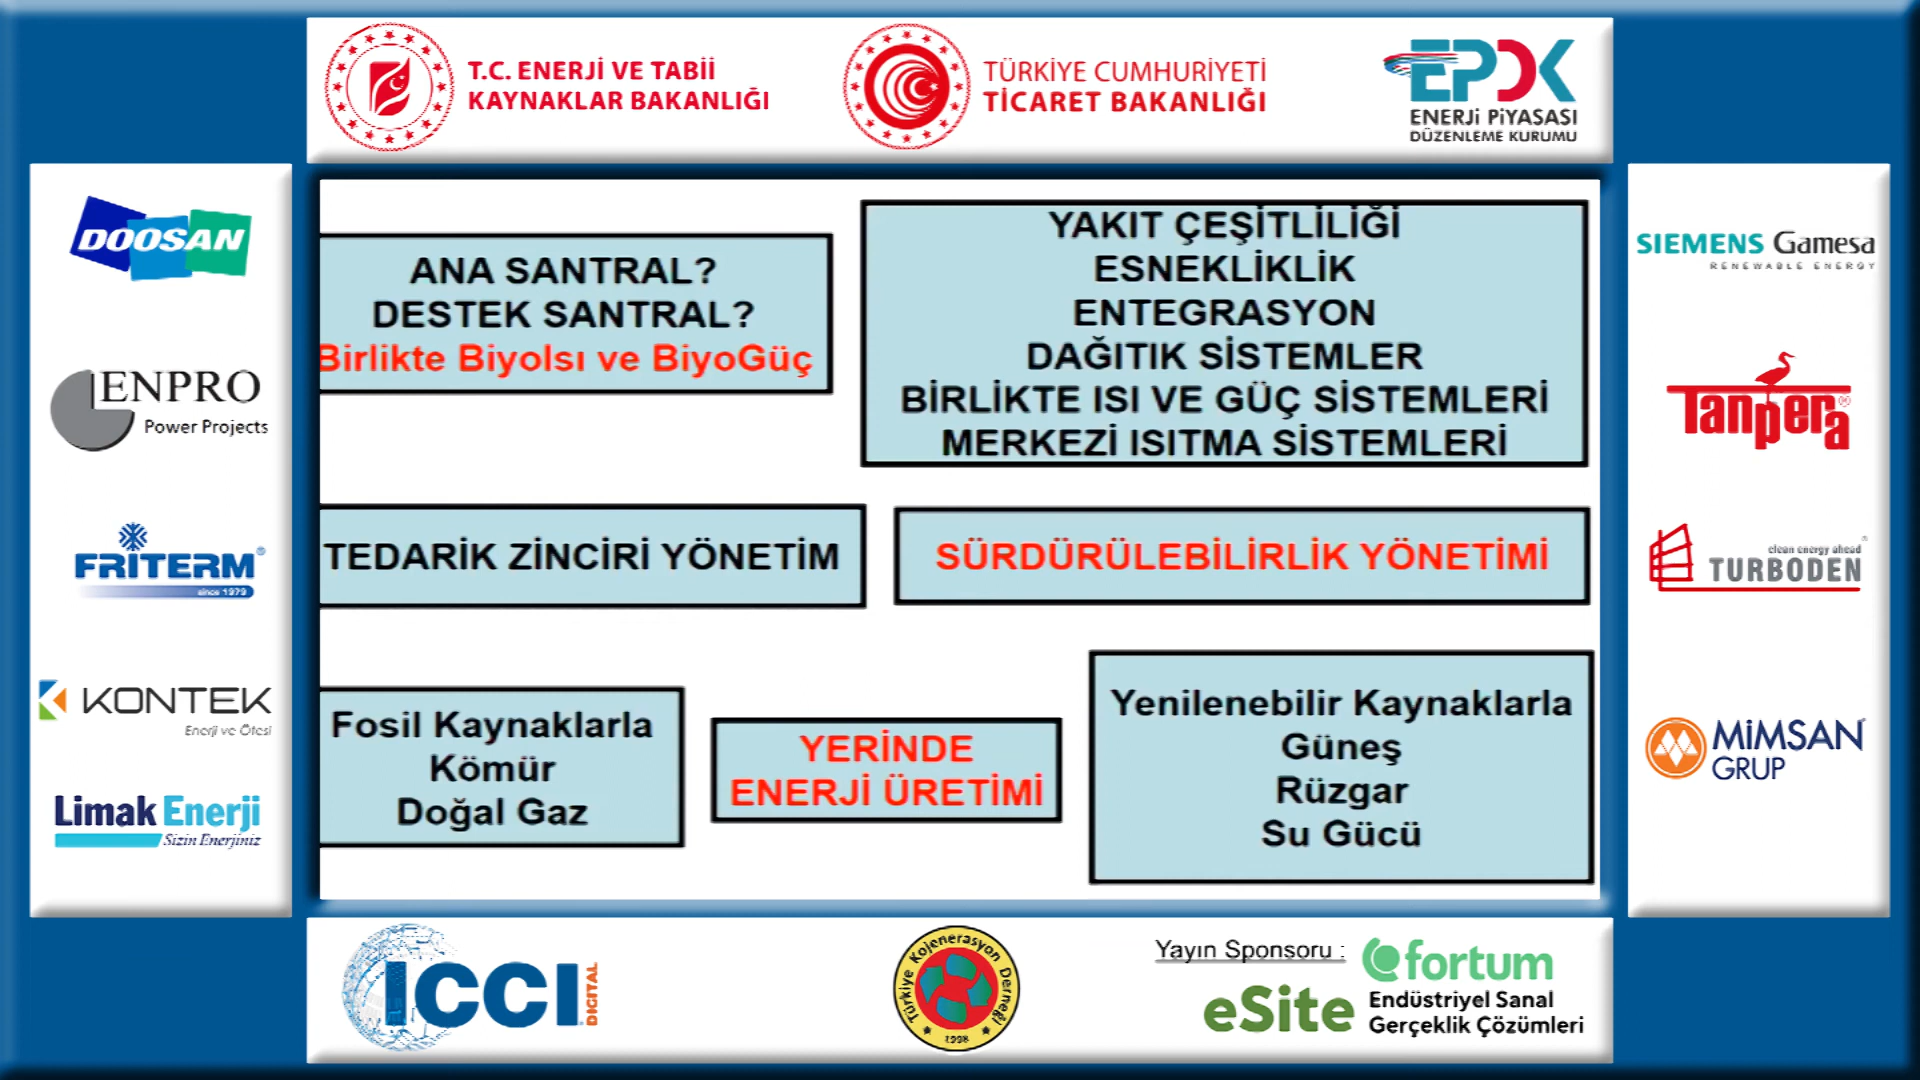 T.C. ENERJİ VE TABİİ
KAYNAKLAR BAKANLIĞI
TÜRKİYE CUMHURİYETİ
TİCARET BAKANLIĞI
EPDK
ENERJİ PİYASASI
DÜZENLEME KURUMU
DOOSAN
ENPRO
Power Projects
FRITERM®
since 1979
KONTEK
Enerji ve Ötesi
Limak Enerji
Sizin Enerjiniz
ANA SANTRAL?
DESTEK SANTRAL?
Birlikte BiyoIsı ve BiyoGüç
YAKIT ÇEŞİTLİLİĞİ
ESNEKLİKLİK
ENTEGRASYON
DAĞITIK SİSTEMLER
BİRLİKTE ISI VE GÜÇ SİSTEMLERİ
MERKEZİ ISITMA SİSTEMLERİ
TEDARİK ZİNCİRİ YÖNETİM
SÜRDÜRÜLEBİLİRLİK YÖNETİMİ
Fosil Kaynaklarla
Kömür
Doğal Gaz
YERİNDE
ENERJİ ÜRETİMİ
Yenilenebilir Kaynaklarla
Güneş
Rüzgar
Su Gücü
SIEMENS Gamesa
RENEWABLE ENERGY
Tanpera®
clean energy ahead
TURBODEN®
MİMSAN
GRUP
ICCI DIGITAL
Türkiye Kojenerasyon Derneği
1998
Yayın Sponsoru :
fortum
eSite
Endüstriyel Sanal
Gerçeklik Çözümleri